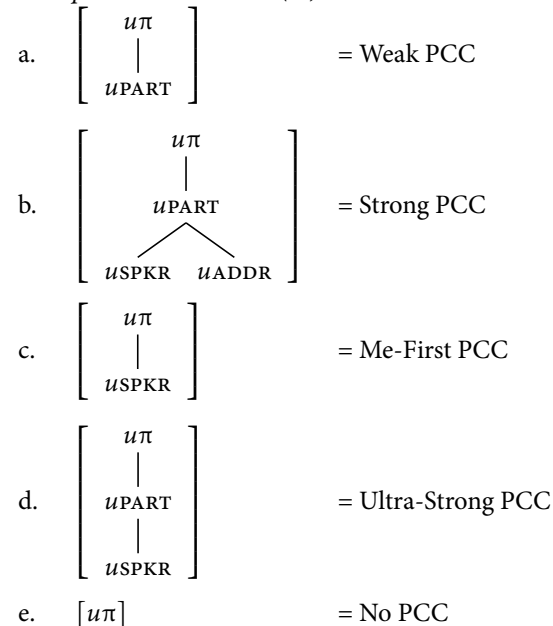 a. uπ
uPART = Weak PCC
b. uπ
uPART = Strong PCC
uSPKR uADDR
c. uπ
uSPKR = Me-First PCC
d. uπ
uPART = Ultra-Strong PCC
uSPKR
e. [uπ] = No PCC